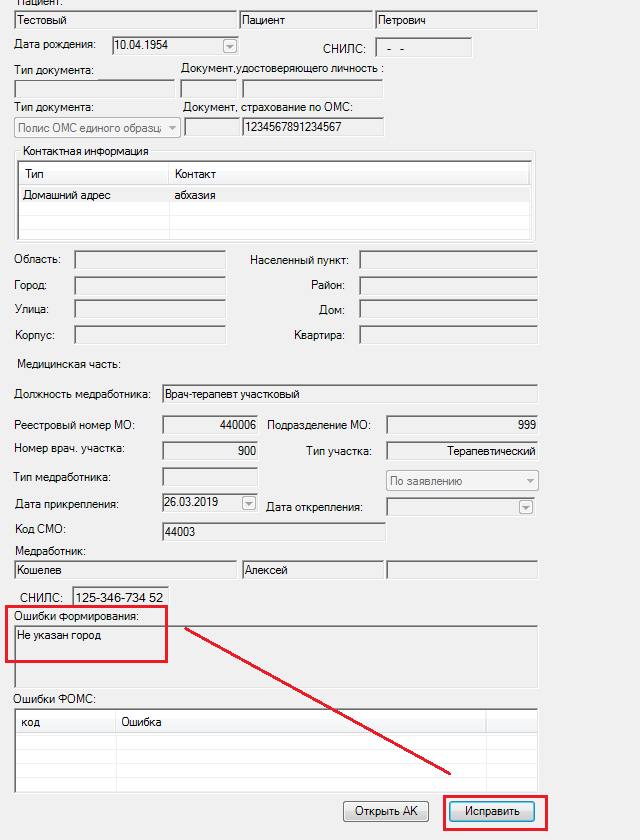 Пациент:
Тестовый Пациент Петрович
Дата рождения: 10.04.1954 СНИЛС: - -
Тип документа: Документ,удостоверяющего личность :
Тип документа: Документ, страхование по ОМС:
Полис ОМС единого образца 1234567891234567
Контактная информация
Тип Контакт
Домашний адрес абхазия
Область: Населенный пункт:
Город: Район:
Улица: Дом:
Корпус: Квартира:
Медицинская часть:
Должность медработника: Врач-терапевт участковый
Реестровый номер МО: 440006 Подразделение МО: 999
Номер врач. участка: 900 Тип участка: Терапевтический
Тип медработника: По заявлению
Дата прикрепления: 26.03.2019 Дата открепления:
Код СМО: 44003
Медработник:
Кошелев Алексей
СНИЛС: 125-346-734 52
Ошибки формирования:
Не указан город
Ошибки ФОМС:
код Ошибка
Открыть АК Исправить